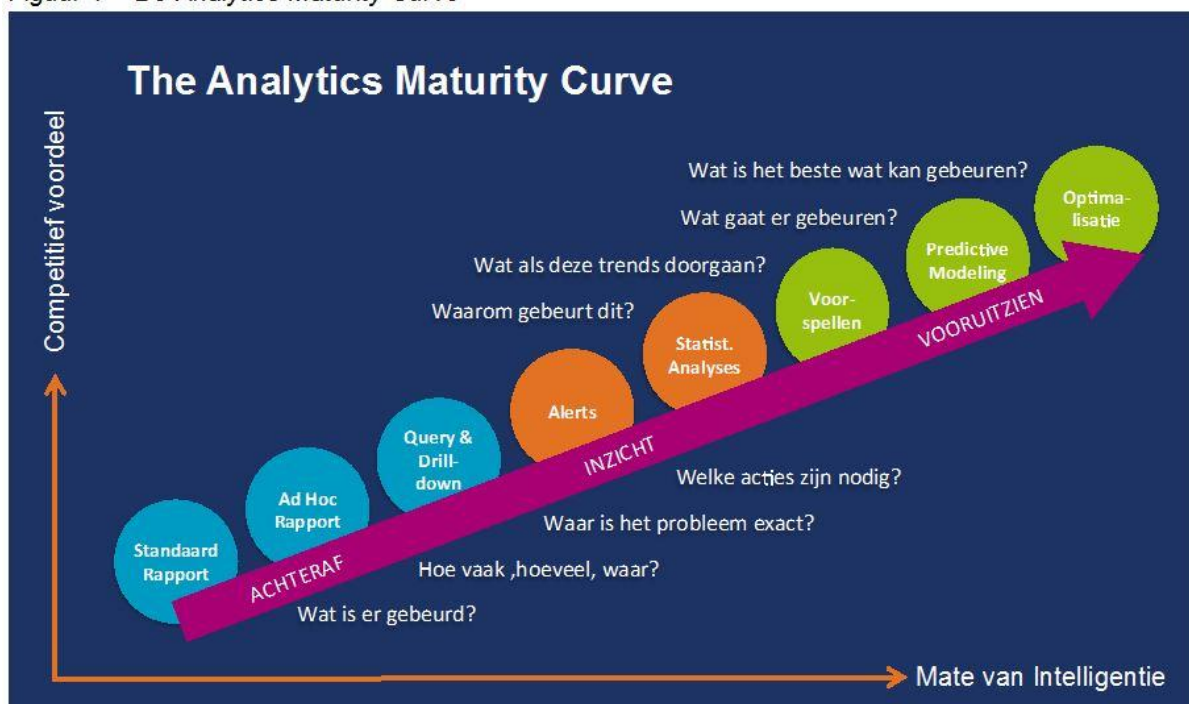 The Analytics Maturity Curve
Competitief voordeel
Wat is het beste wat kan gebeuren?
Optima-
lisatie
Wat gaat er gebeuren?
Predictive
Modeling
Wat als deze trends doorgaan?
Voor-
spellen
VOORUITZIEN
Waarom gebeurt dit?
Statist.
Analyses
Alerts
INZICHT
Query &
Drill-
down
Welke acties zijn nodig?
Ad Hoc
Rapport
Waar is het probleem exact?
Standaard
Rapport
ACHTERAF
Hoe vaak ,hoeveel, waar?
Wat is er gebeurd?
Mate van Intelligentie